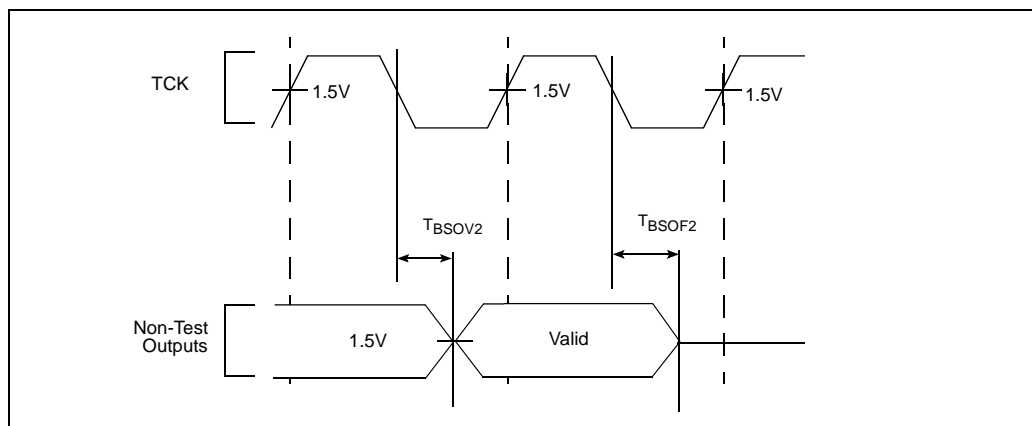 TCK
1.5V
1.5V
1.5V
TBSOV2
TBSOF2
Non-Test
Outputs
1.5V
Valid